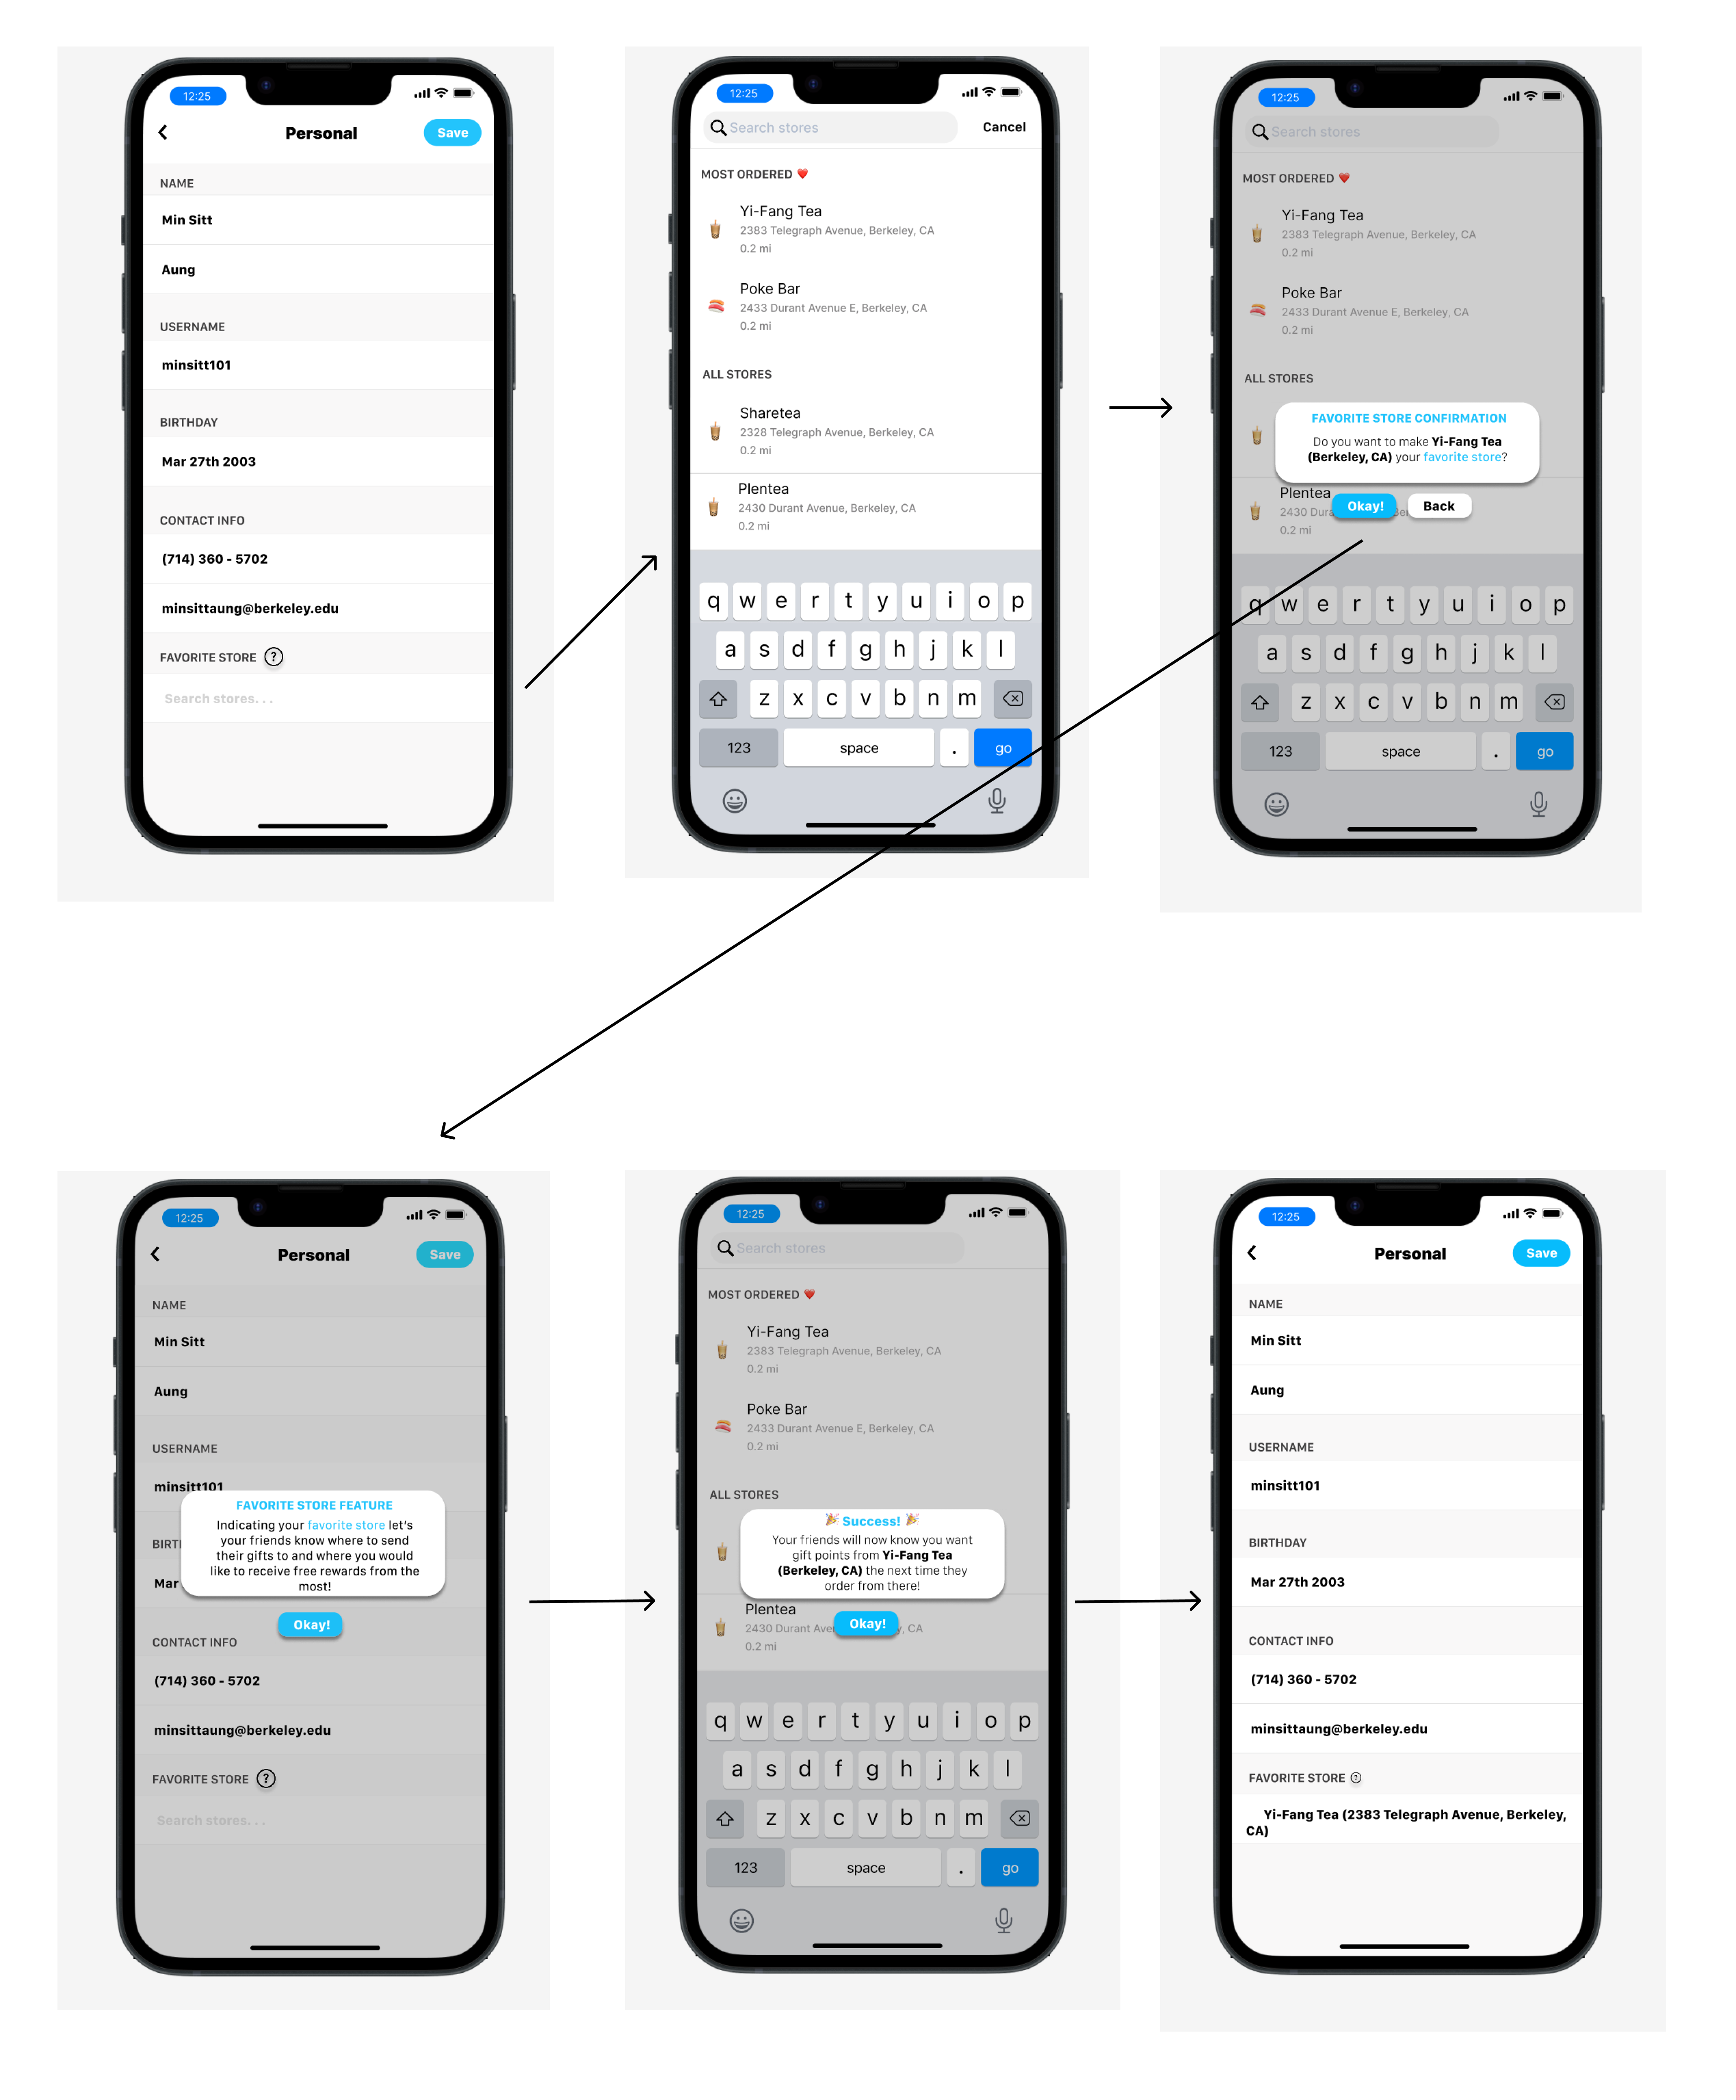 12:25
Personal
Save
NAME
Min Sitt
Aung
USERNAME
minsitt101
BIRTHDAY
Mar 27th 2003
CONTACT INFO
(714) 360 - 5702
minsittaung@berkeley.edu
FAVORITE STORE ?
Search stores. . .
12:25
Search stores
Cancel
MOST ORDERED
Yi-Fang Tea
2383 Telegraph Avenue, Berkeley, CA
0.2 mi
Poke Bar
2433 Durant Avenue E, Berkeley, CA
0.2 mi
ALL STORES
Sharetea
2328 Telegraph Avenue, Berkeley, CA
0.2 mi
Plentea
2430 Durant Avenue, Berkeley, CA
0.2 mi
q w e r t y u i o p
a s d f g h j k l
z x c v b n m
123 space . go
12:25
Search stores
MOST ORDERED
Yi-Fang Tea
2383 Telegraph Avenue, Berkeley, CA
0.2 mi
Poke Bar
2433 Durant Avenue E, Berkeley, CA
0.2 mi
ALL STORES
FAVORITE STORE CONFIRMATION
Do you want to make Yi-Fang Tea
(Berkeley, CA) your favorite store?
Plentea
Okay!
Back
2430 Dura
0.2 mi
q w e r t y u i o p
a s d f g h j k l
z x c v b n m
123 space . go
12:25
Personal
Save
NAME
Min Sitt
Aung
USERNAME
minsitt101
FAVORITE STORE FEATURE
Indicating your favorite store let's
your friends know where to send
their gifts to and where you would
like to receive free rewards from the
most!
BIRT
Mar
Okay!
CONTACT INFO
(714) 360 - 5702
minsittaung@berkeley.edu
FAVORITE STORE ?
Search stores. . .
12:25
Search stores
MOST ORDERED
Yi-Fang Tea
2383 Telegraph Avenue, Berkeley, CA
0.2 mi
Poke Bar
2433 Durant Avenue E, Berkeley, CA
0.2 mi
ALL STORES
Success!
Your friends will now know you want
gift points from Yi-Fang Tea
(Berkeley, CA) the next time they
order from there!
Plentea
2430 Durant Ave
Okay!
y, CA
0.2 mi
q w e r t y u i o p
a s d f g h j k l
z x c v b n m
123 space . go
12:25
Personal
Save
NAME
Min Sitt
Aung
USERNAME
minsitt101
BIRTHDAY
Mar 27th 2003
CONTACT INFO
(714) 360 - 5702
minsittaung@berkeley.edu
FAVORITE STORE ?
Yi-Fang Tea (2383 Telegraph Avenue, Berkeley,
CA)